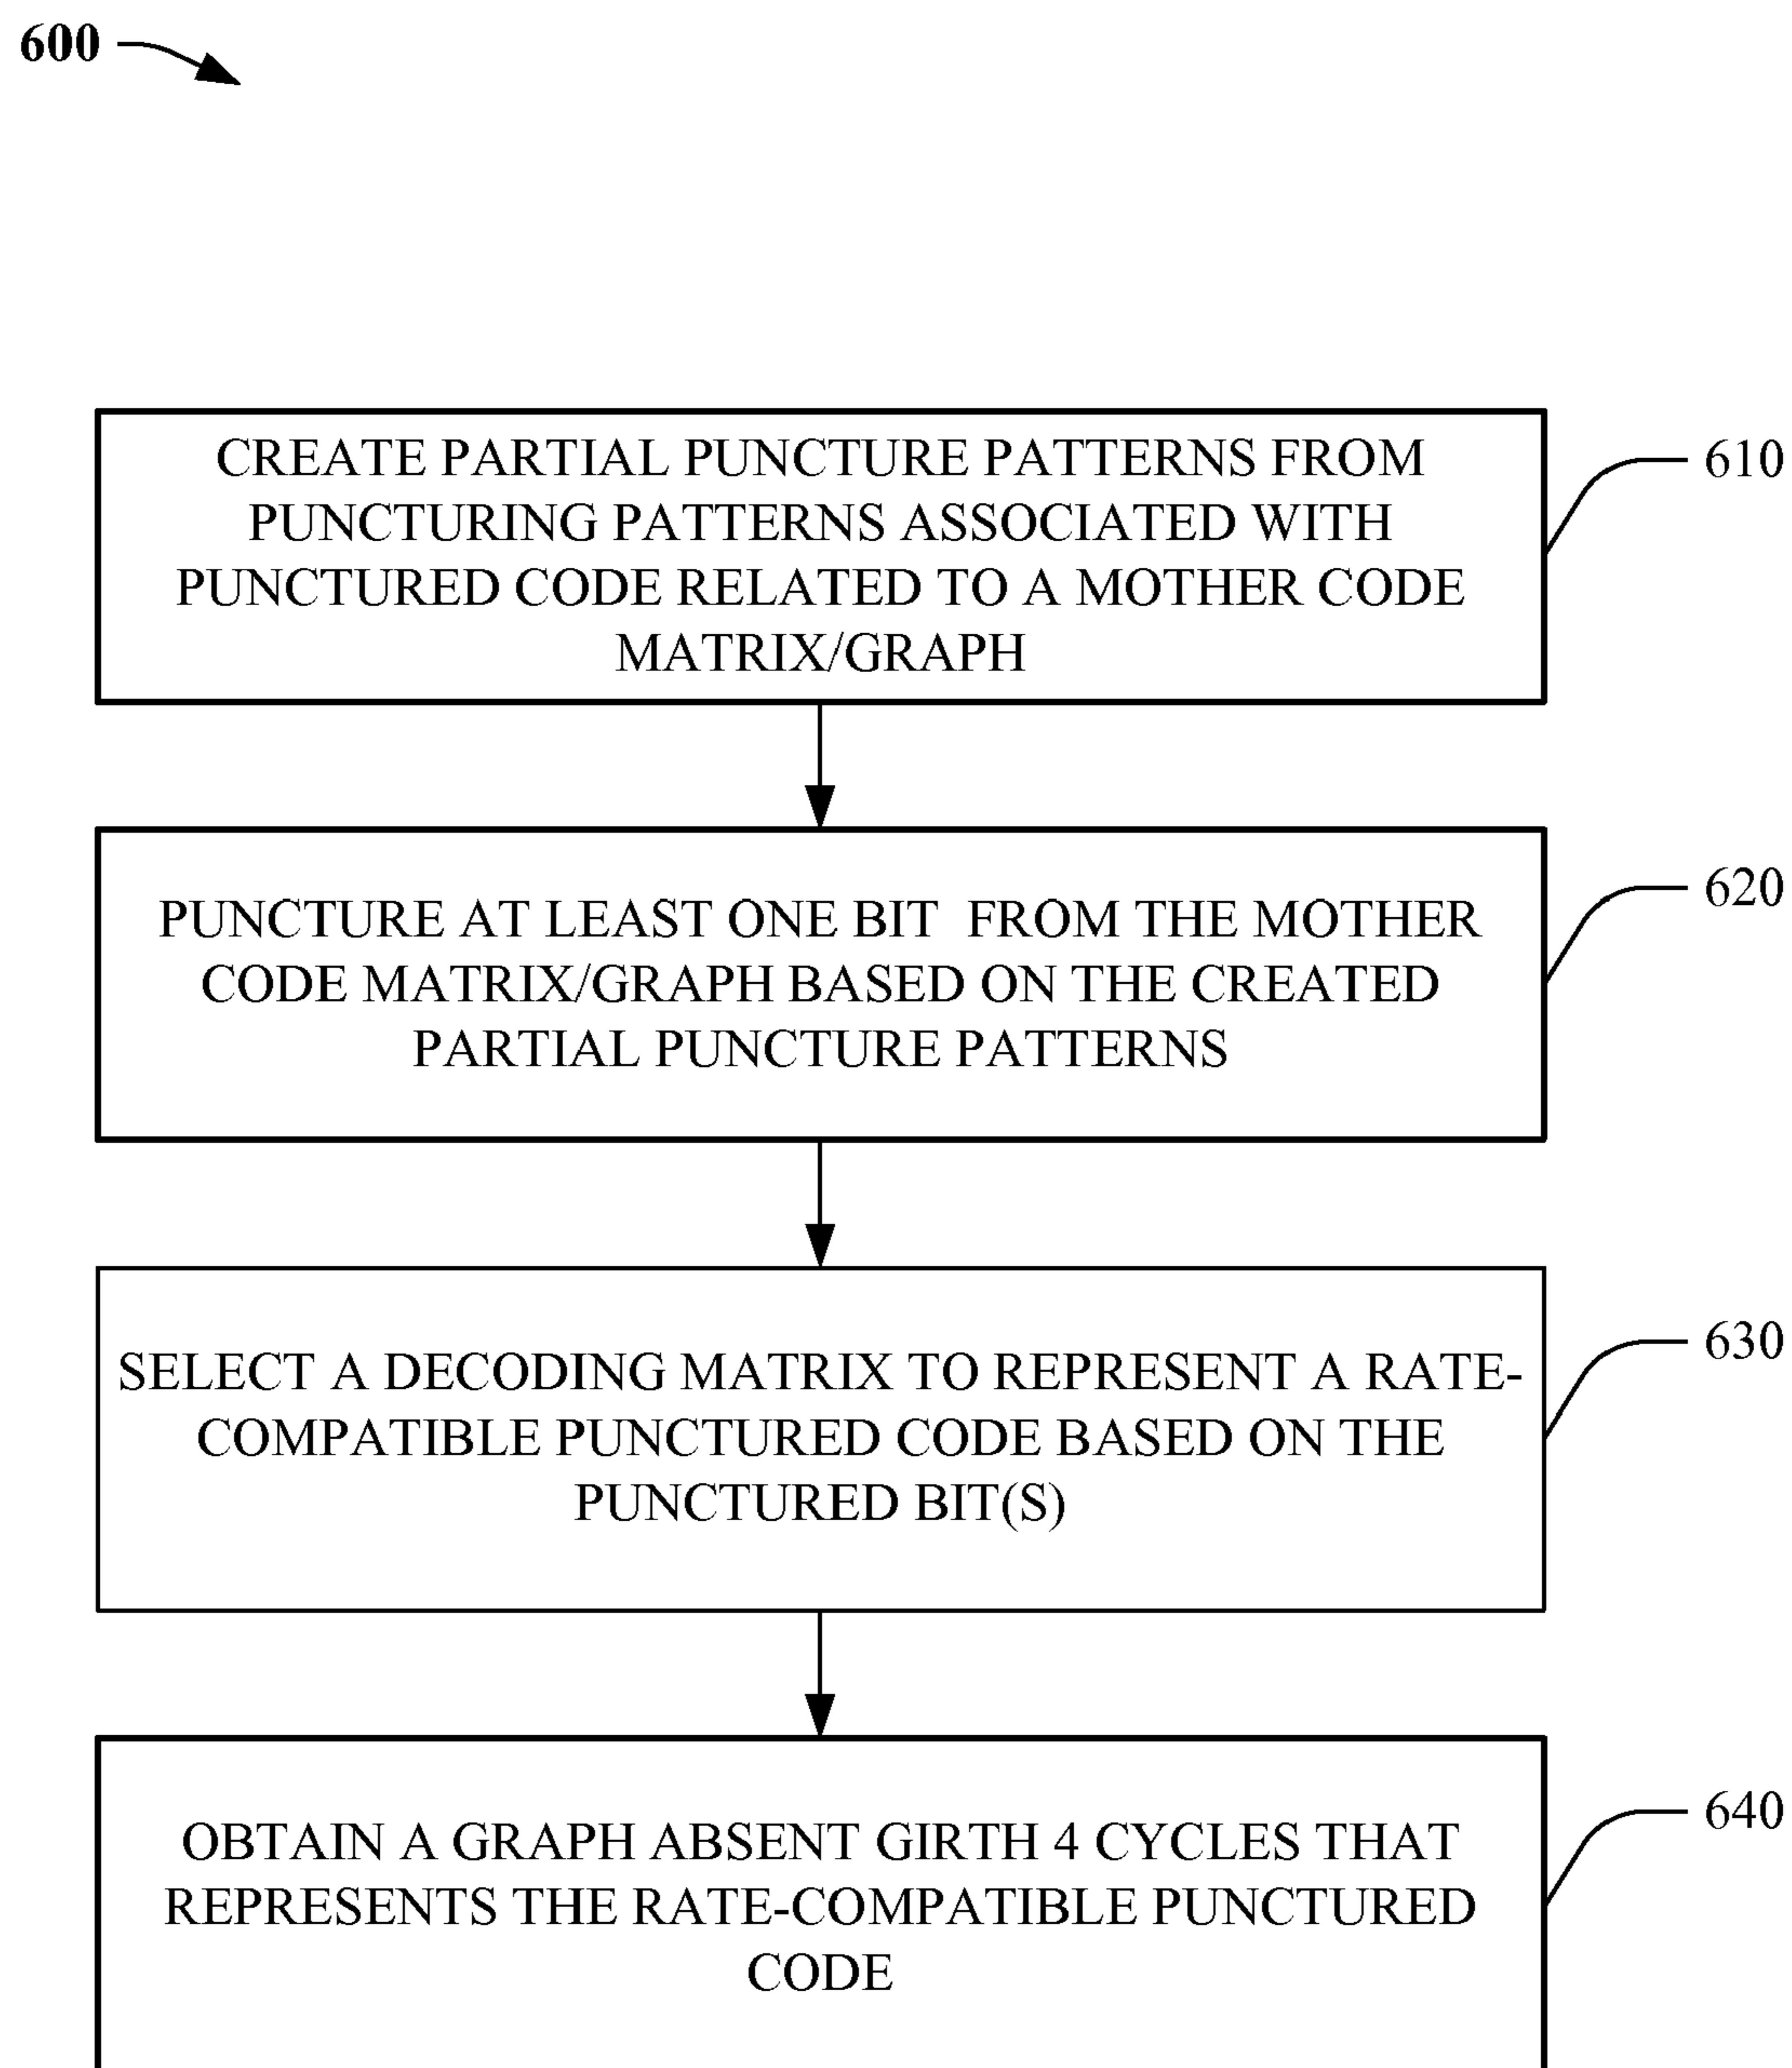 600
CREATE PARTIAL PUNCTURE PATTERNS FROM
PUNCTURING PATTERNS ASSOCIATED WITH
PUNCTURED CODE RELATED TO A MOTHER CODE
MATRIX/GRAPH
610
PUNCTURE AT LEAST ONE BIT FROM THE MOTHER
CODE MATRIX/GRAPH BASED ON THE CREATED
PARTIAL PUNCTURE PATTERNS
620
SELECT A DECODING MATRIX TO REPRESENT A RATE-
COMPATIBLE PUNCTURED CODE BASED ON THE
PUNCTURED BIT(S)
630
OBTAIN A GRAPH ABSENT GIRTH 4 CYCLES THAT
REPRESENTS THE RATE-COMPATIBLE PUNCTURED
CODE
640